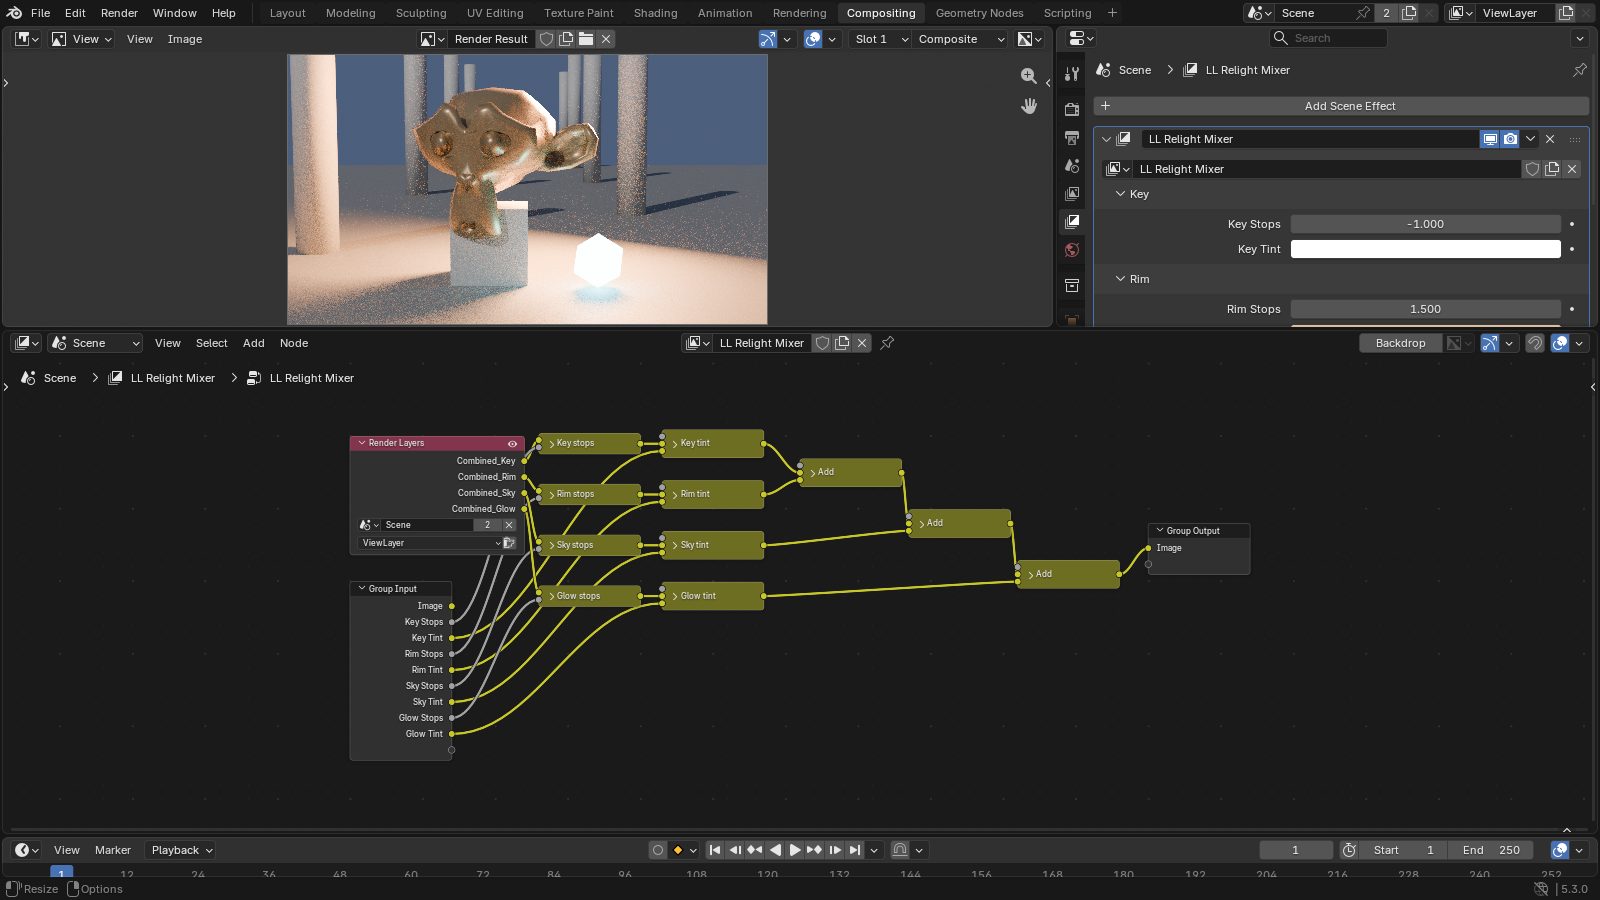 File Edit Render Window Help Layout Modeling Sculpting UV Editing Texture Paint Shading Animation Rendering Compositing Geometry Nodes Scripting + Scene 2 ViewLayer
View View Image Render Result Slot 1 Composite
Search
Scene > LL Relight Mixer
Add Scene Effect
LL Relight Mixer
LL Relight Mixer
Key
Key Stops -1.000
Key Tint
Rim
Rim Stops 1.500
Scene View Select Add Node LL Relight Mixer Backdrop
Scene > LL Relight Mixer > LL Relight Mixer
Render Layers
Combined_Key
Combined_Rim
Combined_Sky
Combined_Glow
Scene 2
ViewLayer
Group Input
Image
Key Stops
Key Tint
Rim Stops
Rim Tint
Sky Stops
Sky Tint
Glow Stops
Glow Tint
Key stops
Key tint
Rim stops
Rim tint
Sky stops
Sky tint
Glow stops
Glow tint
Add
Add
Add
Group Output
Image
View Marker Playback 1 Start 1 End 250
1 12 24 36 48 60 72 84 96 108 120 132 144 156 168 180 192 204 216 228 240 252
Resize Options 5.3.0